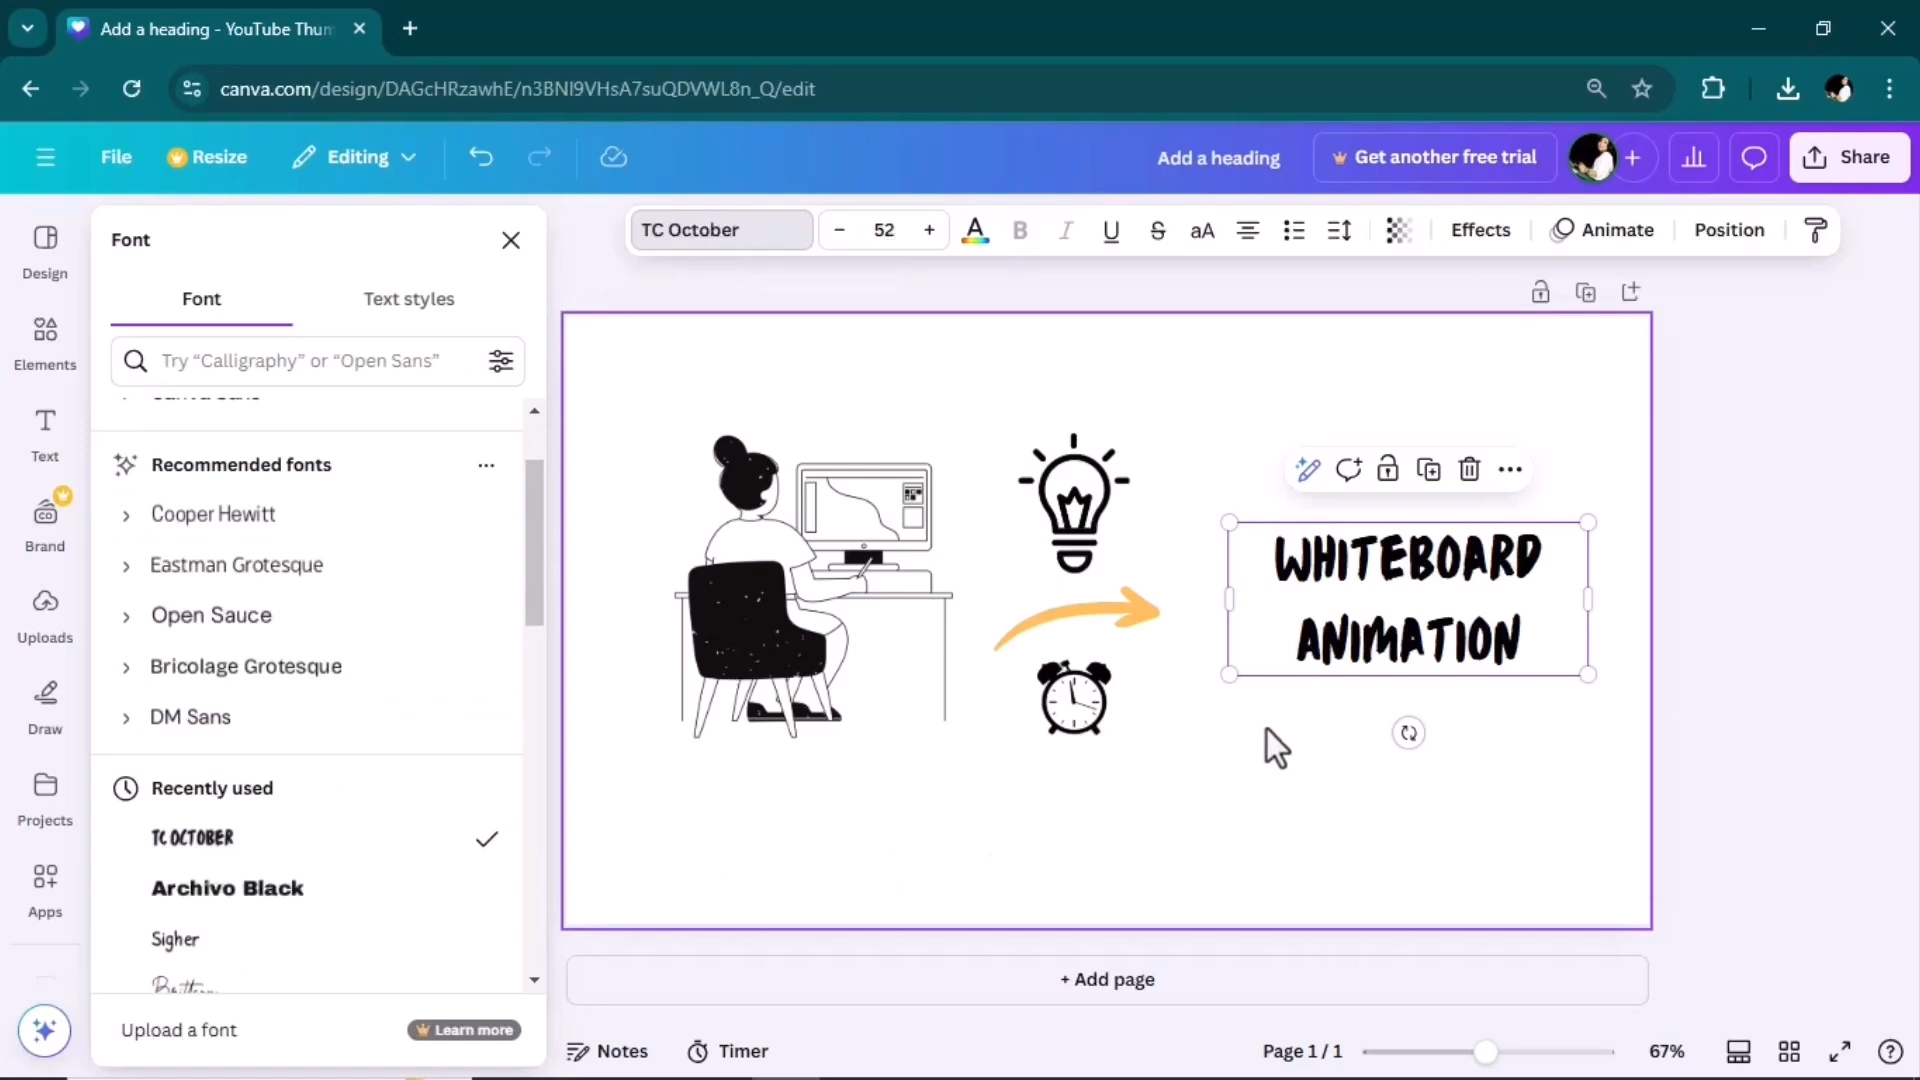 Add a heading - YouTube Thum
canva.com/design/DAGcHRzawhE/n3BNI9VHsA7suQDVWL8n_Q/edit
File
Resize
Editing
Add a heading
Get another free trial
Share
Design
Elements
Text
Brand
Uploads
Draw
Projects
Apps
Font
Font
Text styles
Try “Calligraphy” or “Open Sans”
Canva Sans
Recommended fonts
Cooper Hewitt
Eastman Grotesque
Open Sauce
Bricolage Grotesque
DM Sans
Recently used
TC OCTOBER
Archivo Black
Sigher
Upload a font
Learn more
TC October
52
Effects
Animate
Position
WHITEBOARD
ANIMATION
+ Add page
Notes
Timer
Page 1 / 1
67%